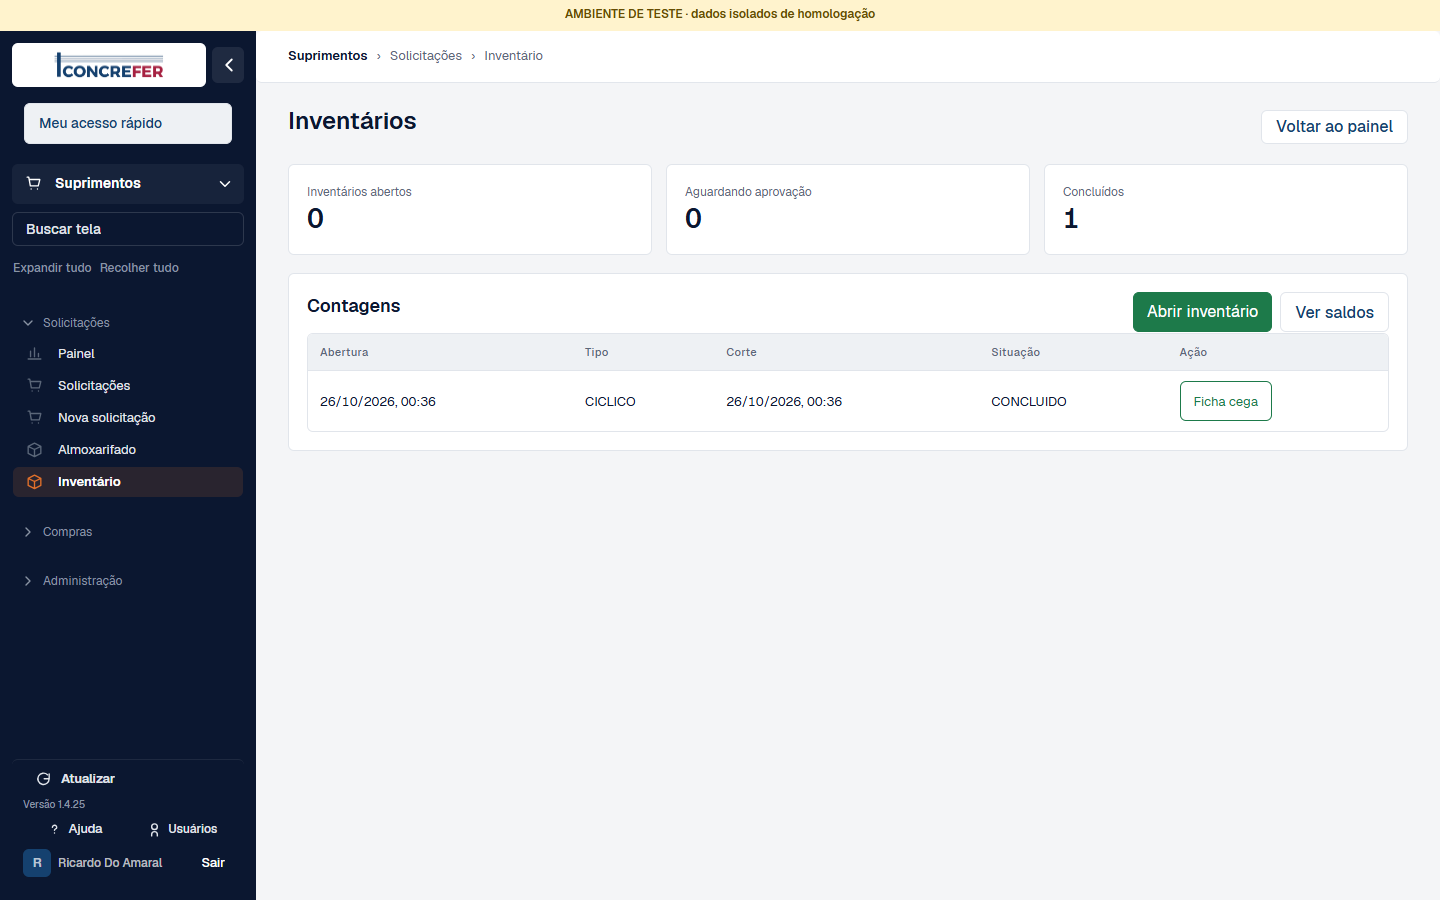 AMBIENTE DE TESTE · dados isolados de homologação
CONCREFER
Meu acesso rápido
Suprimentos
Buscar tela
Expandir tudo Recolher tudo
Solicitações
Painel
Solicitações
Nova solicitação
Almoxarifado
Inventário
Compras
Administração
Atualizar
Versão 1.4.25
? Ajuda Usuários
R Ricardo Do Amaral Sair
Suprimentos › Solicitações › Inventário
Inventários
Voltar ao painel
Inventários abertos
0
Aguardando aprovação
0
Concluídos
1
Contagens
Abrir inventário Ver saldos
Abertura Tipo Corte Situação Ação
26/10/2026, 00:36 CICLICO 26/10/2026, 00:36 CONCLUIDO Ficha cega